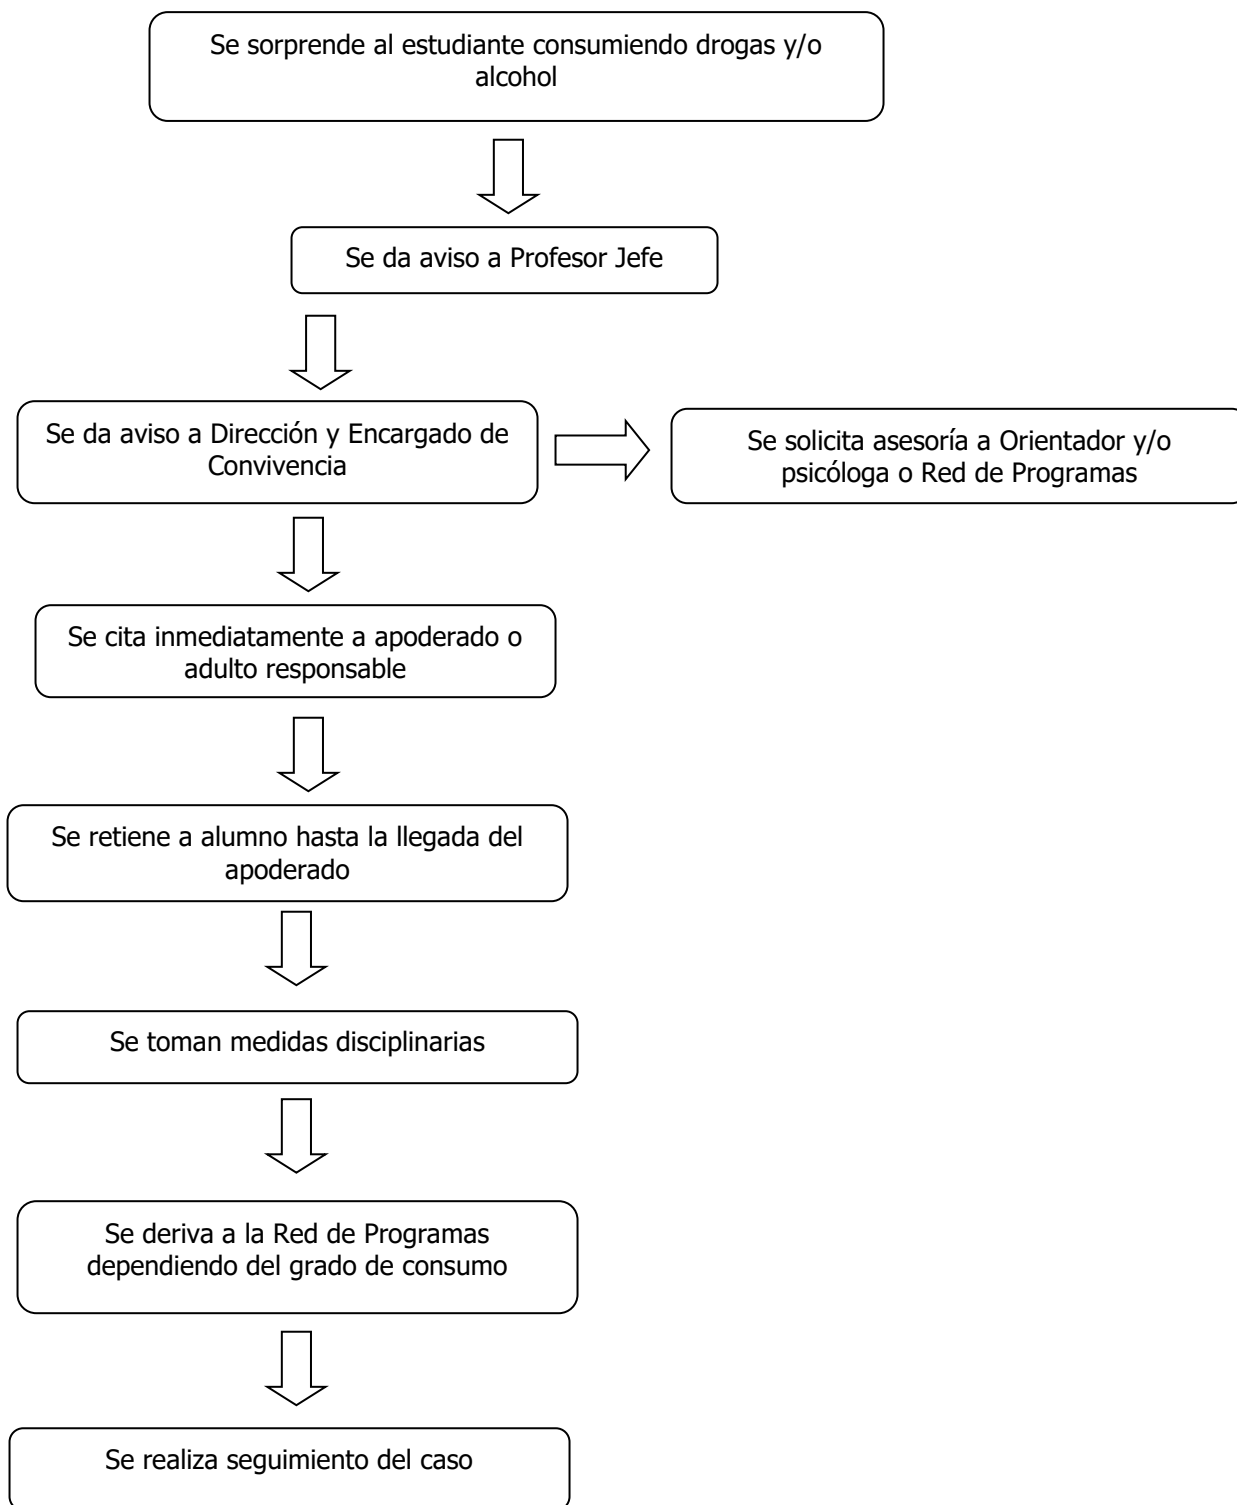 Se sorprende al estudiante consumiendo drogas y/o
alcohol
Se da aviso a Profesor Jefe
Se da aviso a Dirección y Encargado de
Convivencia
Se solicita asesoría a Orientador y/o
psicóloga o Red de Programas
Se cita inmediatamente a apoderado o
adulto responsable
Se retiene a alumno hasta la llegada del
apoderado
Se toman medidas disciplinarias
Se deriva a la Red de Programas
dependiendo del grado de consumo
Se realiza seguimiento del caso